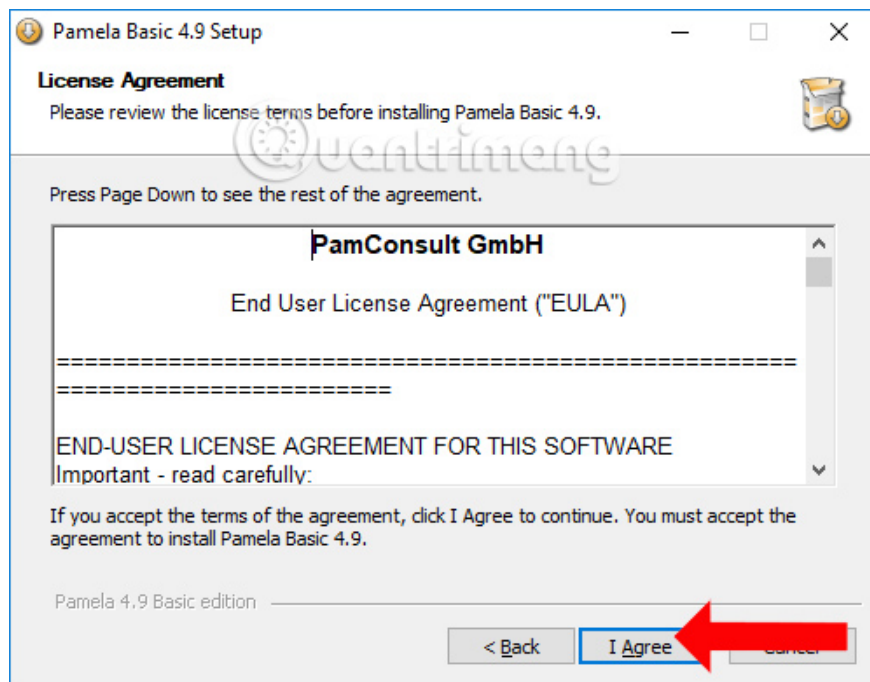 Pamela Basic 4.9 Setup
License Agreement
Please review the license terms before installing Pamela Basic 4.9.
Quantrimang
Press Page Down to see the rest of the agreement.
PamConsult GmbH
End User License Agreement ("EULA")
=====================================================
========================
END-USER LICENSE AGREEMENT FOR THIS SOFTWARE
Important - read carefully:
If you accept the terms of the agreement, click I Agree to continue. You must accept the
agreement to install Pamela Basic 4.9.
Pamela 4.9 Basic edition
< Back I Agree Cancel